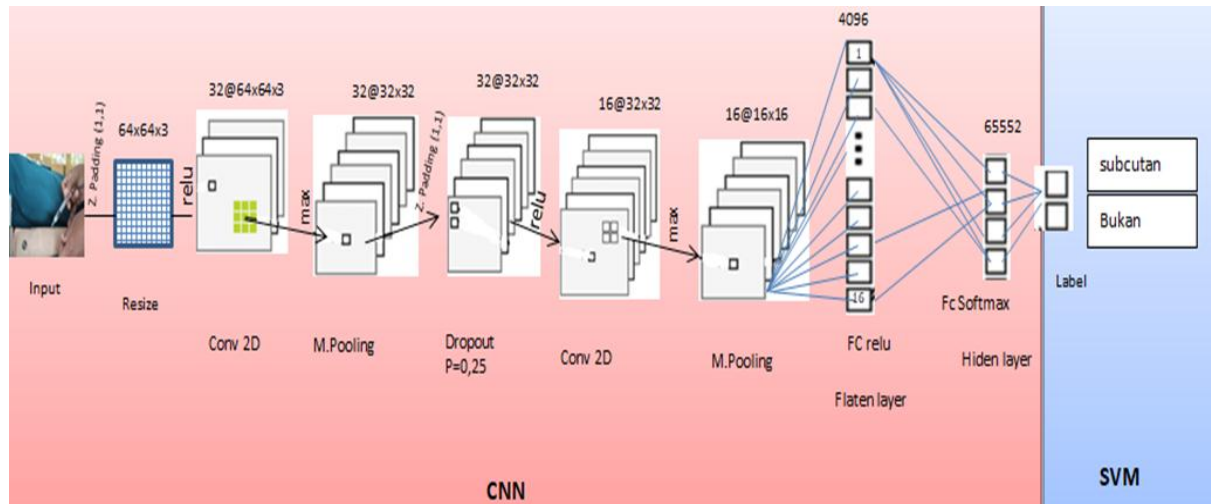 4096
1
32@64x64x3
32@32x32
32@32x32
16@32x32
16@16x16
65552
Z. Padding (1,1)
64x64x3
relu
max
Z. Padding (1,1)
relu
max
16
subcutan
Bukan
Input
Resize
Conv 2D
M.Pooling
Dropout
P=0,25
Conv 2D
M.Pooling
FC relu
Flaten layer
Fc Softmax
Hiden layer
Label
CNN
SVM